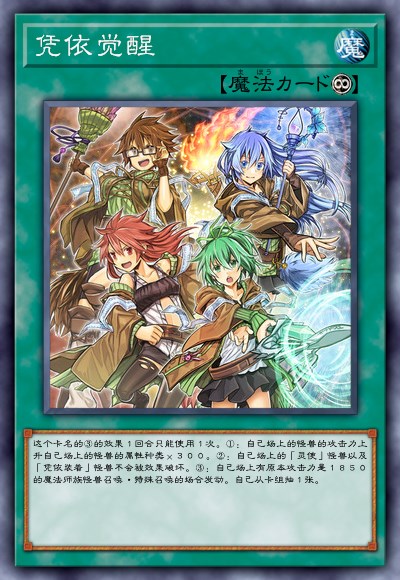 凭依觉醒
魔
【魔法カード】
まほう
这个卡名的③的效果1回合只能使用1次。①：自己场上的怪兽的攻击力上
升自己场上的怪兽的属性种类×300。②：自己场上的「灵使」怪兽以及
「凭依装着」怪兽不会被效果破坏。③：自己场上有原本攻击力是1850
的魔法师族怪兽召唤·特殊召唤的场合发动。自己从卡组抽1张。